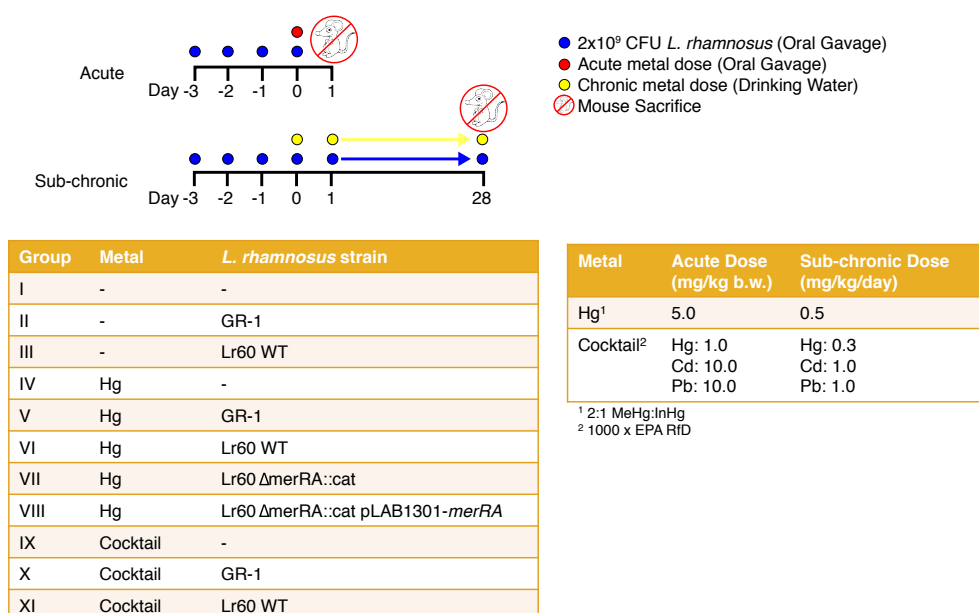 Acute
Day -3 -2 -1 0 1
Sub-chronic
Day -3 -2 -1 0 1 28
2x10⁹ CFU L. rhamnosus (Oral Gavage)
Acute metal dose (Oral Gavage)
Chronic metal dose (Drinking Water)
Mouse Sacrifice
Group Metal L. rhamnosus strain
I - -
II - GR-1
III - Lr60 WT
IV Hg -
V Hg GR-1
VI Hg Lr60 WT
VII Hg Lr60 ΔmerRA::cat
VIII Hg Lr60 ΔmerRA::cat pLAB1301-merRA
IX Cocktail -
X Cocktail GR-1
XI Cocktail Lr60 WT
Metal Acute Dose Sub-chronic Dose
(mg/kg b.w.) (mg/kg/day)
Hg¹ 5.0 0.5
Cocktail² Hg: 1.0 Hg: 0.3
Cd: 10.0 Cd: 1.0
Pb: 10.0 Pb: 1.0
¹ 2:1 MeHg:InHg
² 1000 x EPA RfD